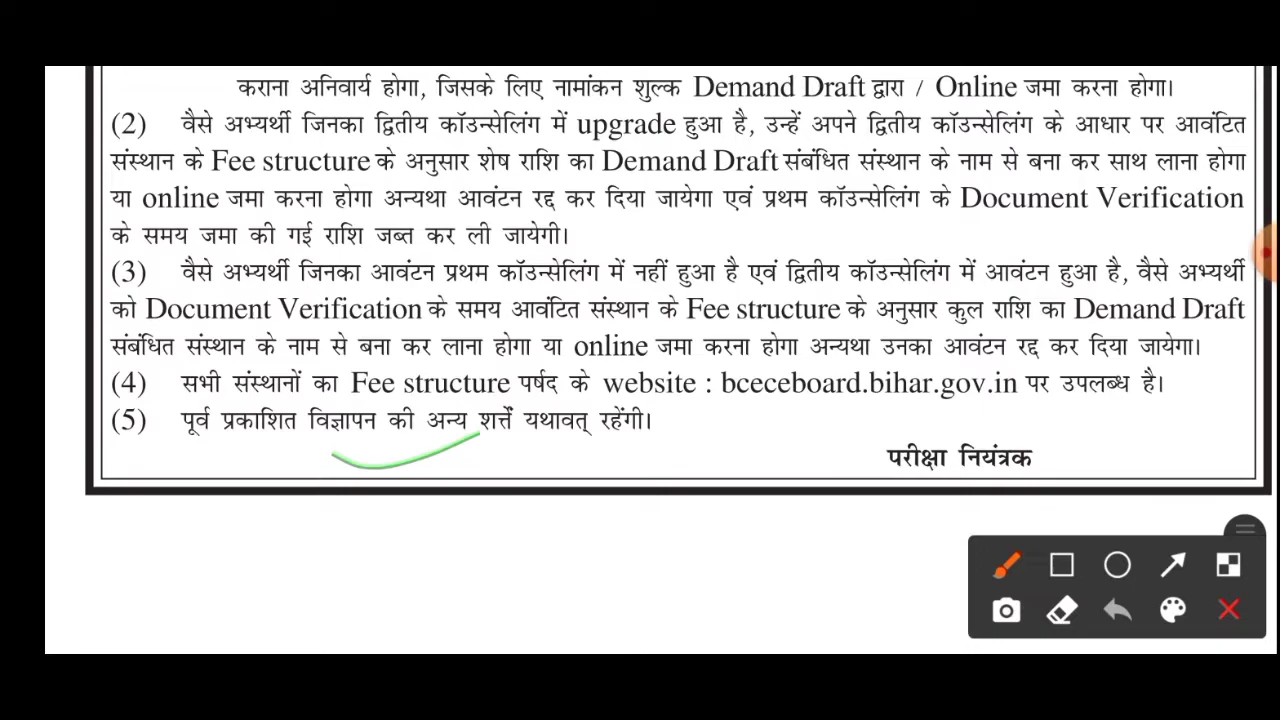 कराना अनिवार्य होगा, जिसके लिए नामांकन शुल्क Demand Draft द्वारा / Online जमा करना होगा।
(2) वैसे अभ्यर्थी जिनका द्वितीय कॉउन्सेलिंग में upgrade हुआ है, उन्हें अपने द्वितीय कॉउन्सेलिंग के आधार पर आवंटित
संस्थान के Fee structure के अनुसार शेष राशि का Demand Draft संबंधित संस्थान के नाम से बना कर साथ लाना होगा
या online जमा करना होगा अन्यथा आवंटन रद्द कर दिया जायेगा एवं प्रथम कॉउन्सेलिंग के Document Verification
के समय जमा की गई राशि जब्त कर ली जायेगी।
(3) वैसे अभ्यर्थी जिनका आवंटन प्रथम कॉउन्सेलिंग में नहीं हुआ है एवं द्वितीय कॉउन्सेलिंग में आवंटन हुआ है, वैसे अभ्यर्थी
को Document Verification के समय आवंटित संस्थान के Fee structure के अनुसार कुल राशि का Demand Draft
संबंधित संस्थान के नाम से बना कर लाना होगा या online जमा करना होगा अन्यथा उनका आवंटन रद्द कर दिया जायेगा।
(4) सभी संस्थानों का Fee structure पर्षद के website : bceceboard.bihar.gov.in पर उपलब्ध है।
(5) पूर्व प्रकाशित विज्ञापन की अन्य शर्त्तें यथावत् रहेंगी।
परीक्षा नियंत्रक